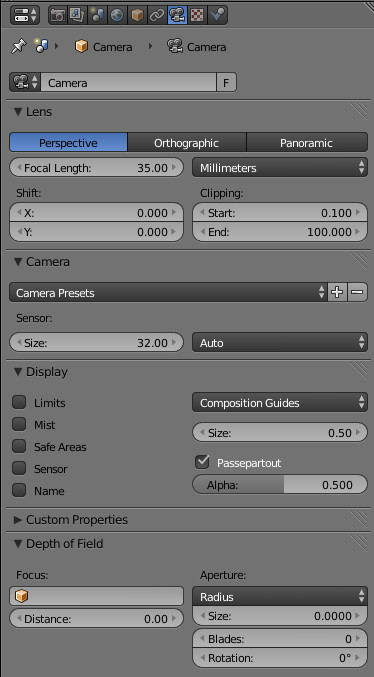 Camera Camera
Camera F
Lens
Perspective Orthographic Panoramic
Focal Length: 35.00 Millimeters
Shift: Clipping:
X: 0.000 Start: 0.100
Y: 0.000 End: 100.000
Camera
Camera Presets
Sensor:
Size: 32.00 Auto
Display
Limits Composition Guides
Mist Size: 0.50
Safe Areas
Sensor Passepartout
Name Alpha: 0.500
Custom Properties
Depth of Field
Focus: Aperture:
Radius
Distance: 0.00 Size: 0.0000
Blades: 0
Rotation: 0°